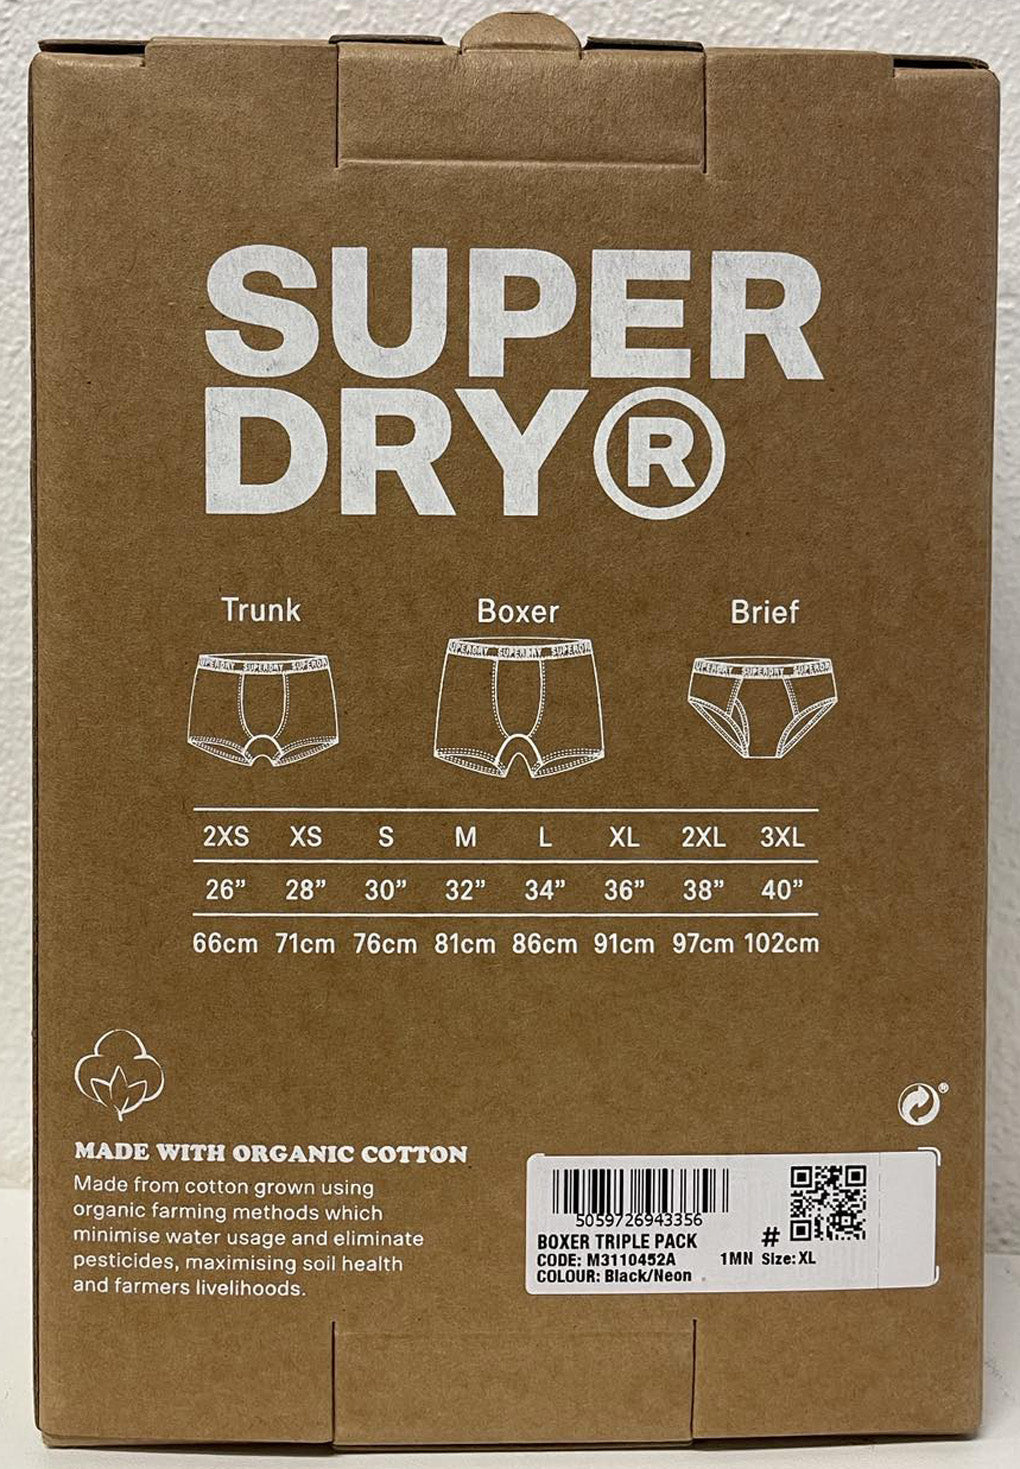 SUPER
DRY®
Trunk Boxer Brief
SUPERDRY SUPERDRY
2XS XS S M L XL 2XL 3XL
26” 28” 30” 32” 34” 36” 38” 40”
66cm 71cm 76cm 81cm 86cm 91cm 97cm 102cm
MADE WITH ORGANIC COTTON
Made from cotton grown using
organic farming methods which
minimise water usage and eliminate
pesticides, maximising soil health
and farmers livelihoods.
®
5059726943356
BOXER TRIPLE PACK #
CODE: M3110452A 1MN Size: XL
COLOUR: Black/Neon